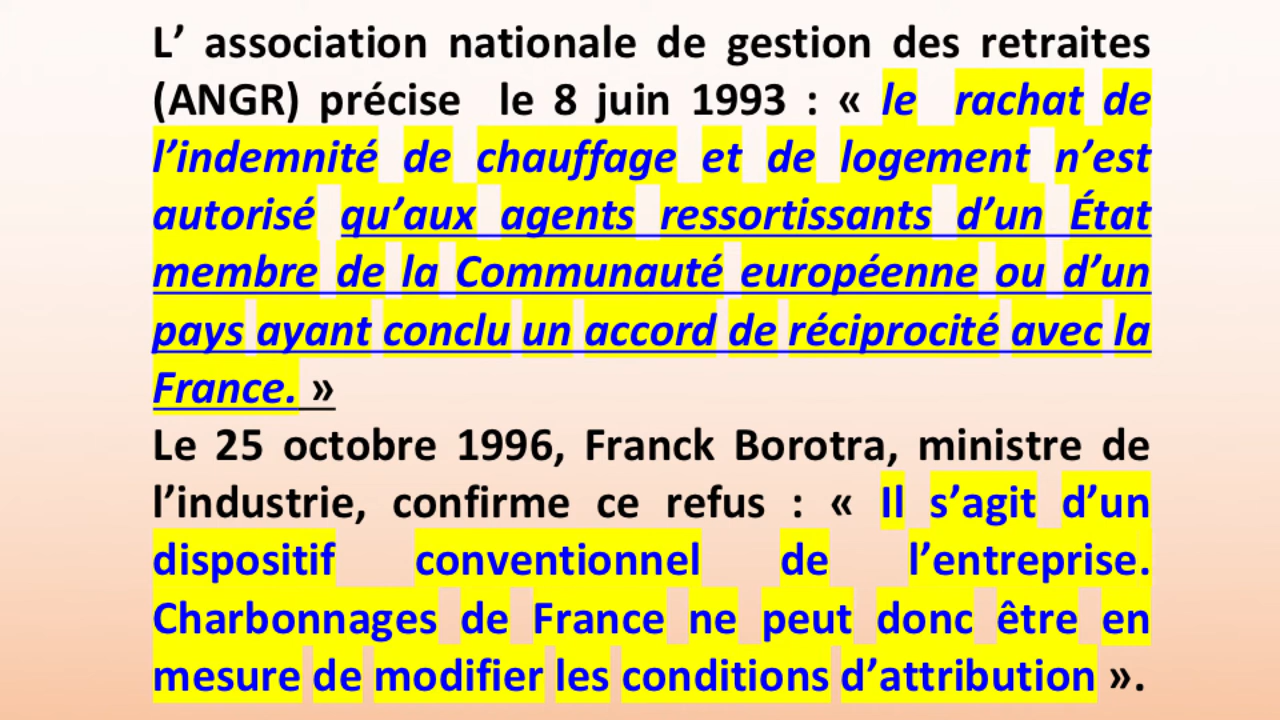 L’ association nationale de gestion des retraites
(ANGR) précise le 8 juin 1993 : « le rachat de
l’indemnité de chauffage et de logement n’est
autorisé qu’aux agents ressortissants d’un État
membre de la Communauté européenne ou d’un
pays ayant conclu un accord de réciprocité avec la
France. »
Le 25 octobre 1996, Franck Borotra, ministre de
l’industrie, confirme ce refus : « Il s’agit d’un
dispositif conventionnel de l’entreprise.
Charbonnages de France ne peut donc être en
mesure de modifier les conditions d’attribution ».